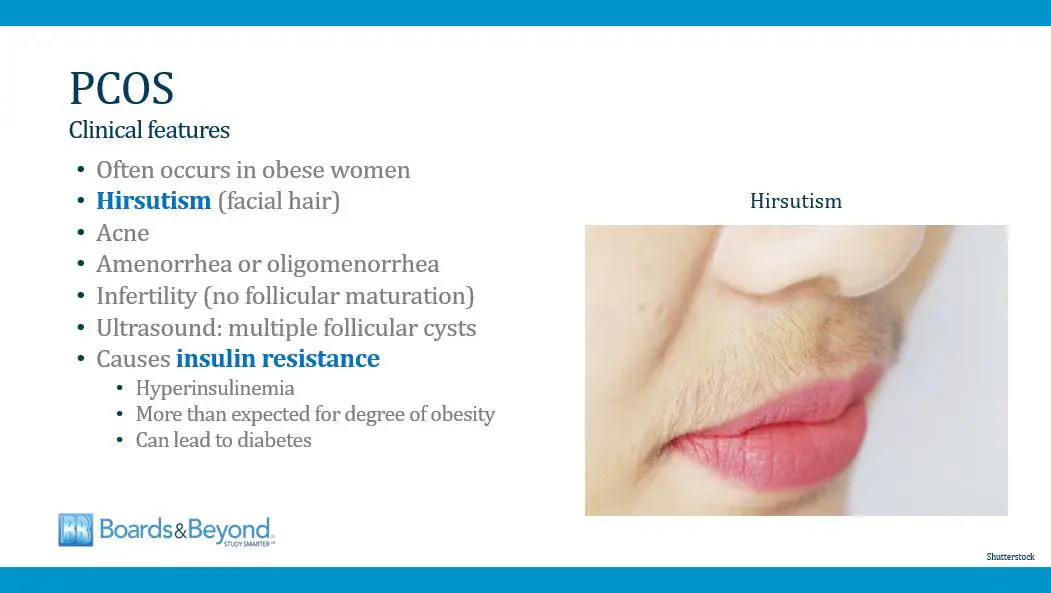 PCOS
Clinical features
• Often occurs in obese women
• Hirsutism (facial hair)
• Acne
• Amenorrhea or oligomenorrhea
• Infertility (no follicular maturation)
• Ultrasound: multiple follicular cysts
• Causes insulin resistance
• Hyperinsulinemia
• More than expected for degree of obesity
• Can lead to diabetes
Hirsutism
BB Boards&Beyond
STUDY SMARTER™
Shutterstock